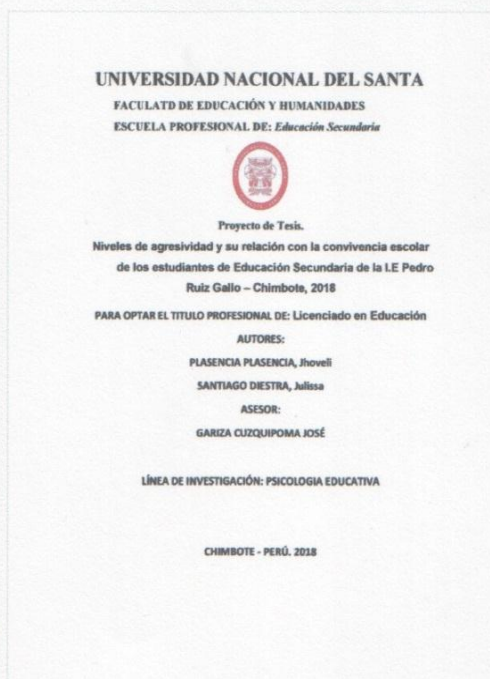 UNIVERSIDAD NACIONAL DEL SANTA
FACULATD DE EDUCACIÓN Y HUMANIDADES
ESCUELA PROFESIONAL DE: Educación Secundaria
Proyecto de Tesis.
Niveles de agresividad y su relación con la convivencia escolar
de los estudiantes de Educación Secundaria de la I.E Pedro
Ruiz Gallo – Chimbote, 2018
PARA OPTAR EL TITULO PROFESIONAL DE: Licenciado en Educación
AUTORES:
PLASENCIA PLASENCIA, Jhoveli
SANTIAGO DIESTRA, Julissa
ASESOR:
GARIZA CUZQUIPOMA JOSÉ
LÍNEA DE INVESTIGACIÓN: PSICOLOGIA EDUCATIVA
CHIMBOTE - PERÚ. 2018